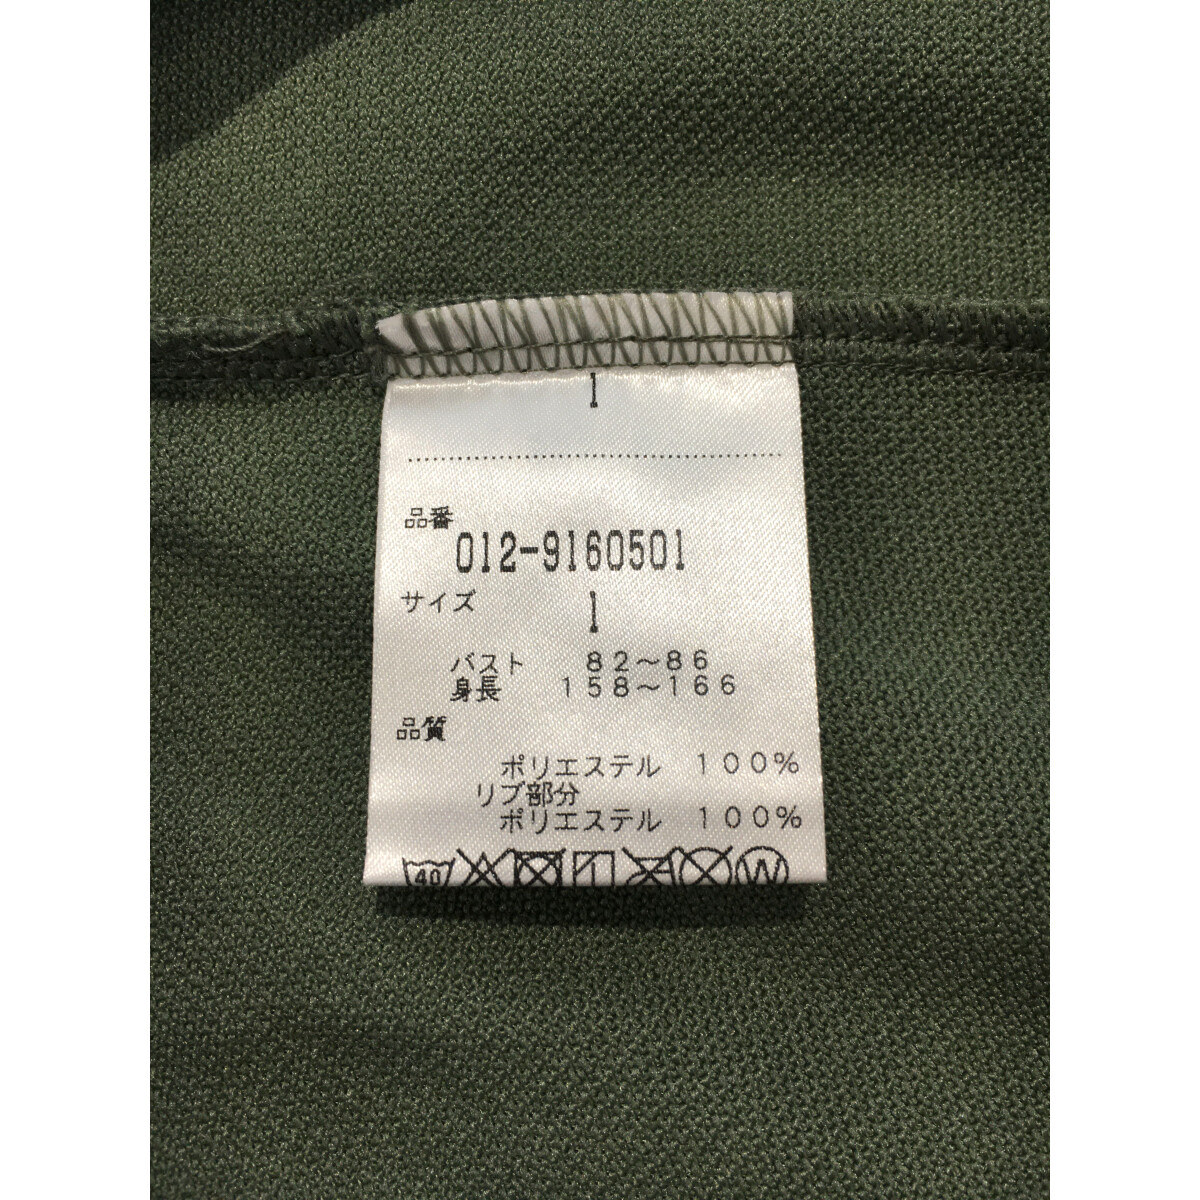 1
品番
012-9160501
サイズ
1
バスト 82～86
身長 158～166
品質
ポリエステル 100%
リブ部分
ポリエステル 100%
40 W